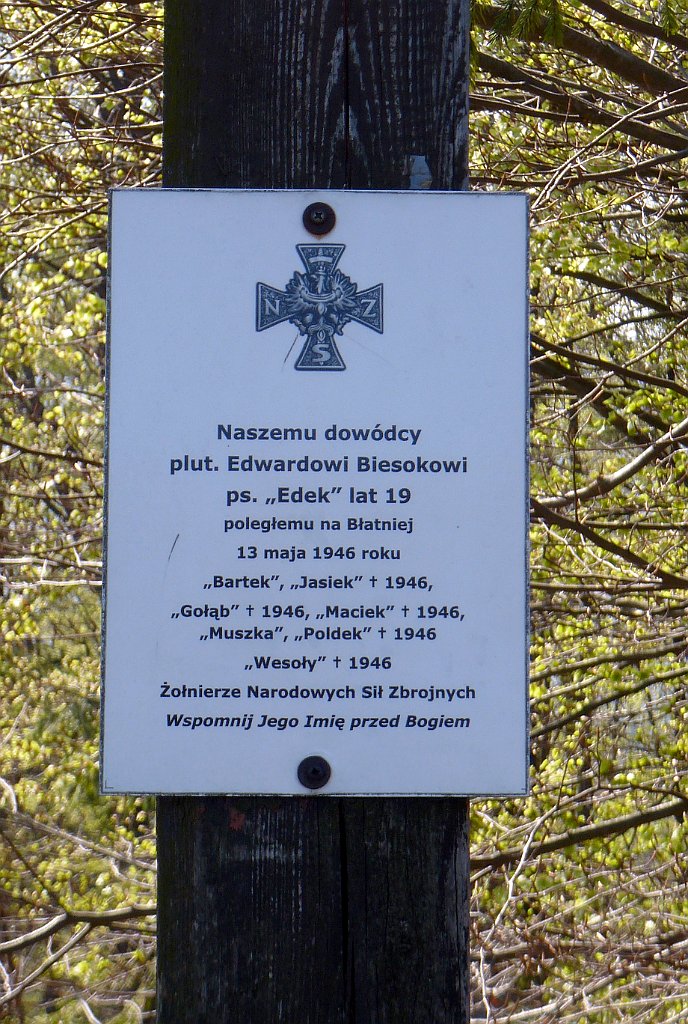 N Z
S
Naszemu dowódcy
plut. Edwardowi Biesokowi
ps. „Edek” lat 19
poległemu na Błatniej
13 maja 1946 roku
„Bartek”, „Jasiek” † 1946,
„Gołąb” † 1946, „Maciek” † 1946,
„Muszka”, „Poldek” † 1946
„Wesoły” † 1946
Żołnierze Narodowych Sił Zbrojnych
Wspomnij Jego Imię przed Bogiem